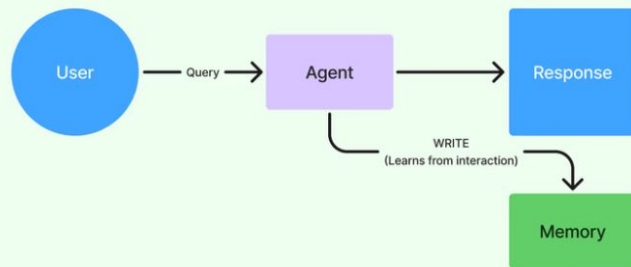 User
Query
Agent
Response
WRITE
(Learns from interaction)
Memory